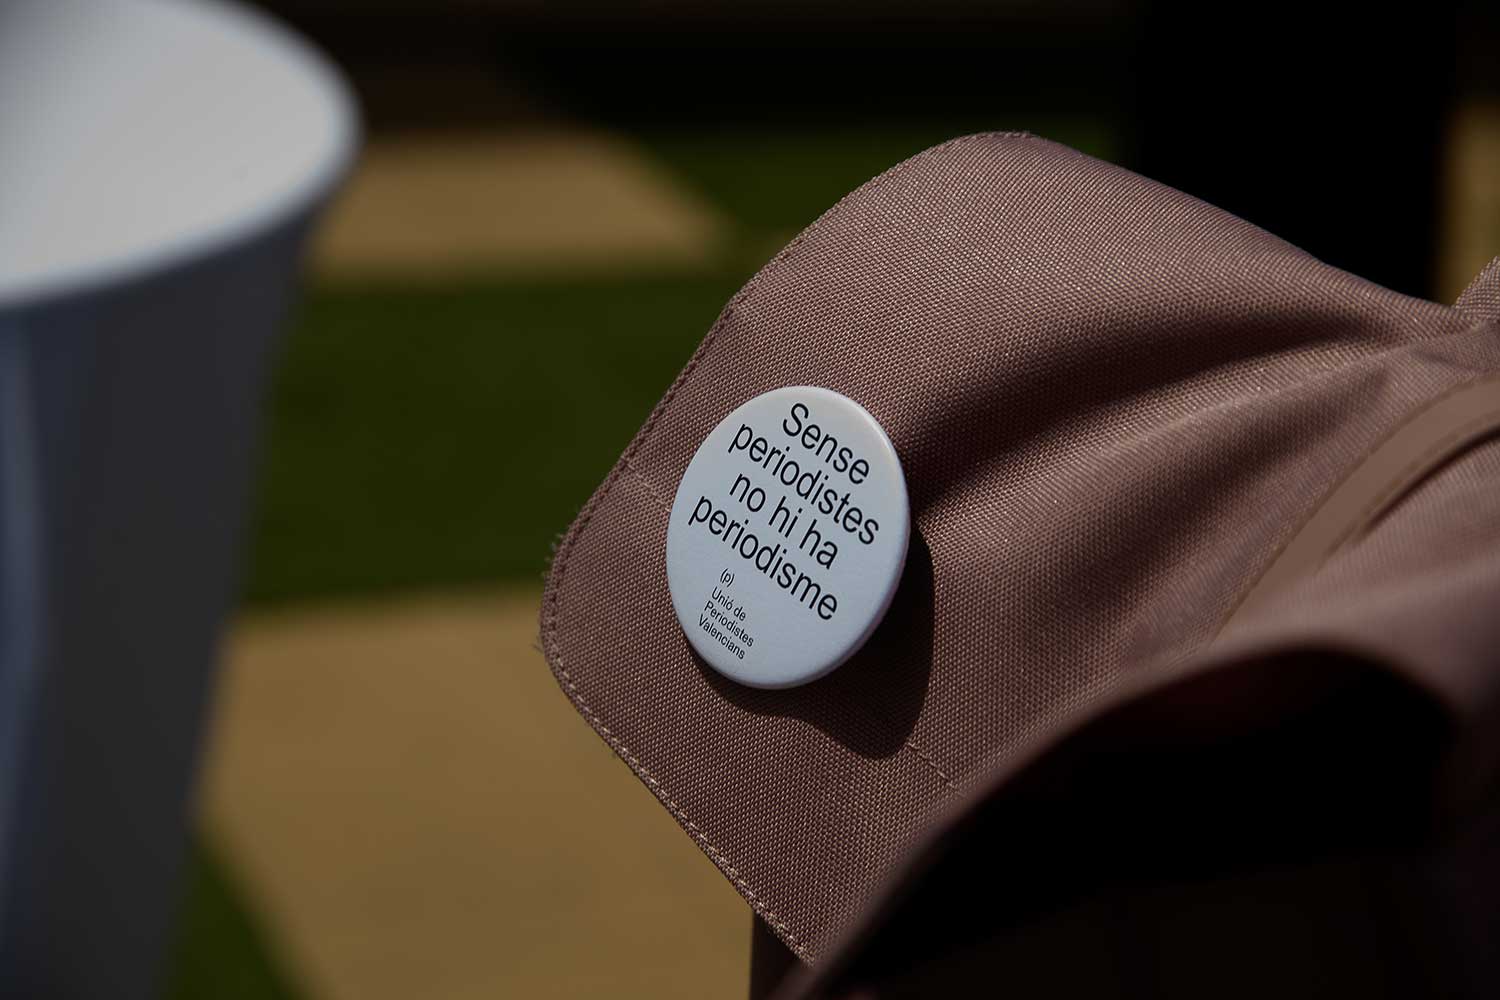 Sense
periodistes
no hi ha
periodisme
(p)
Unió de
Periodistes
Valencians